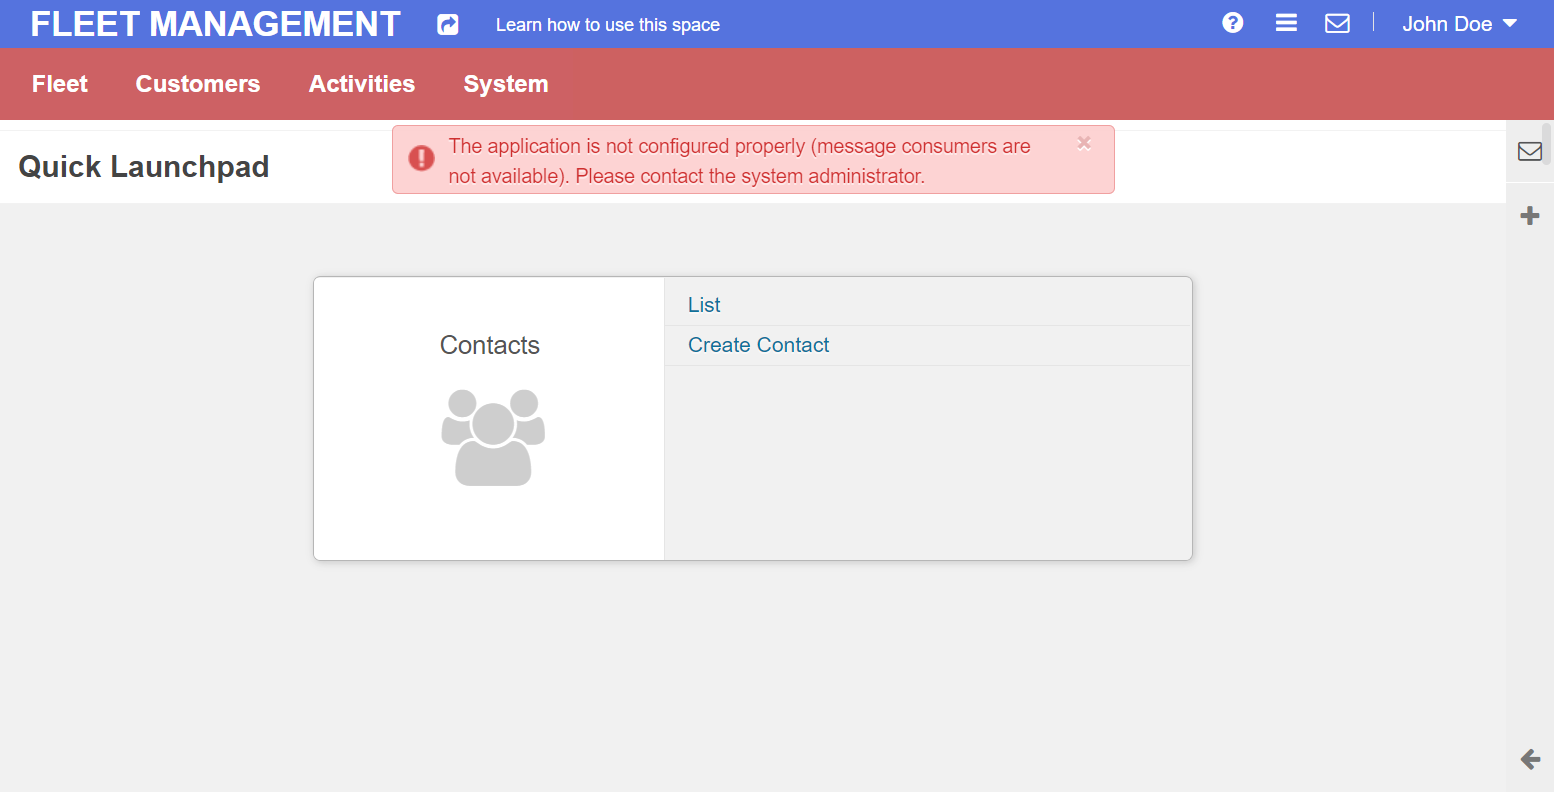 FLEET MANAGEMENT
Learn how to use this space
John Doe
Fleet
Customers
Activities
System
The application is not configured properly (message consumers are
not available). Please contact the system administrator.
Quick Launchpad
Contacts
List
Create Contact